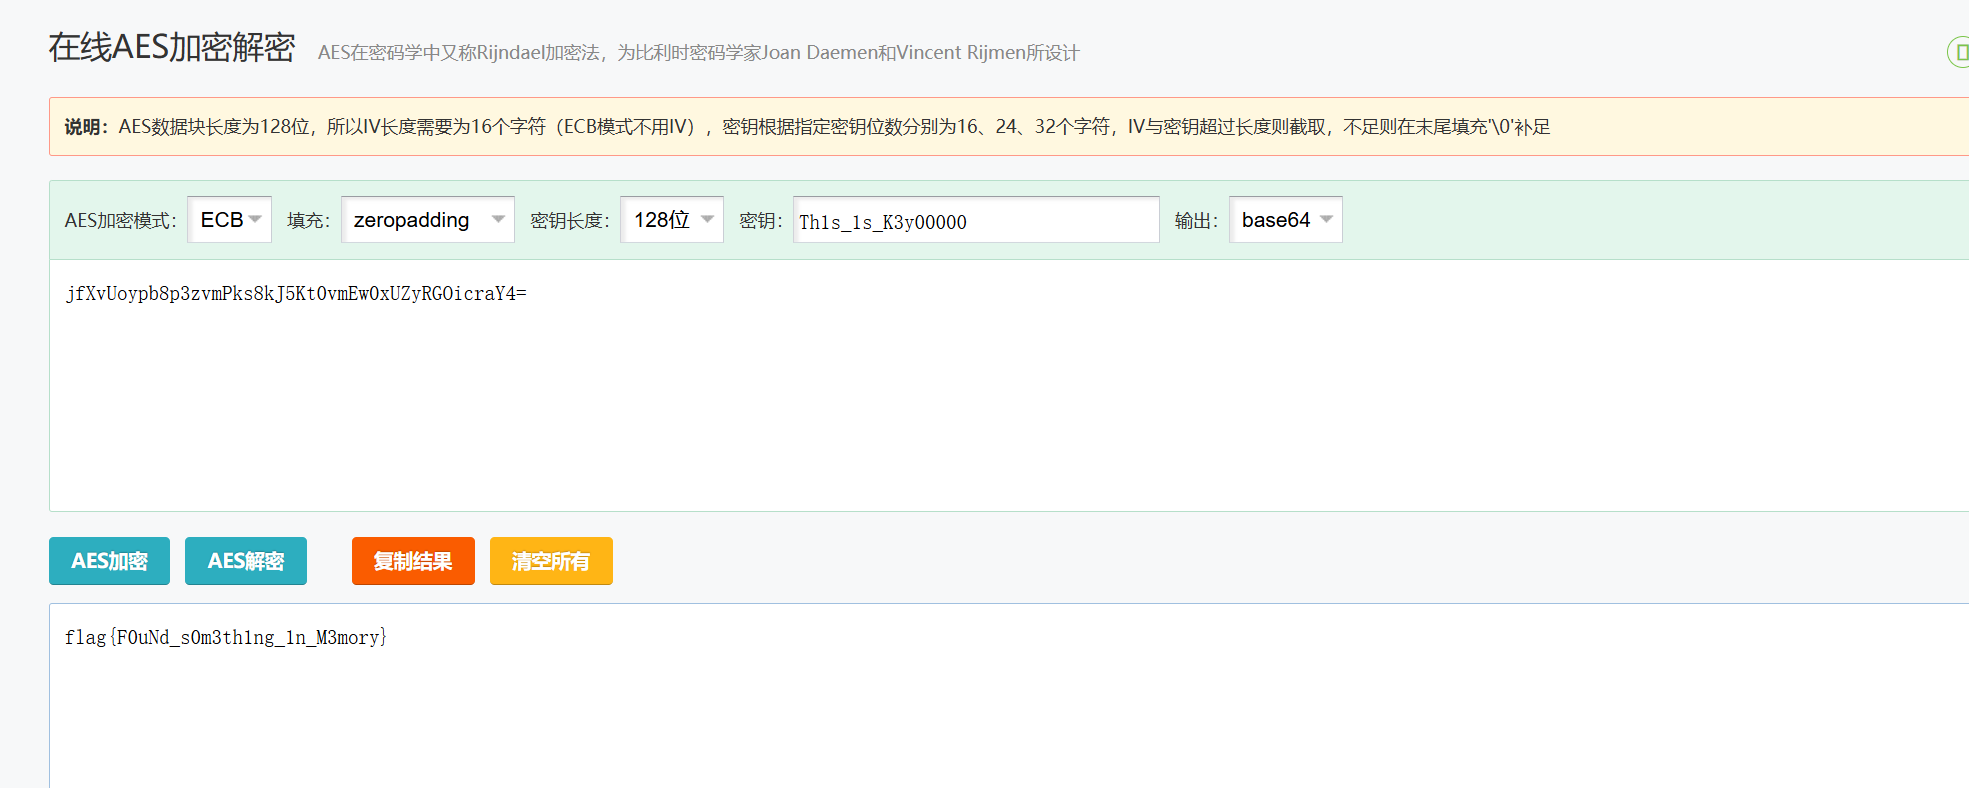 在线AES加密解密 AES在密码学中又称Rijndael加密法，为比利时密码学家Joan Daemen和Vincent Rijmen所设计
说明：AES数据块长度为128位，所以IV长度需要为16个字符（ECB模式不用IV），密钥根据指定密钥位数分别为16、24、32个字符，IV与密钥超过长度则截取，不足则在末尾填充'\0'补足
AES加密模式： ECB 填充： zeropadding 密钥长度： 128位 密钥： Th1s_1s_K3y00000 输出： base64
jfXvUoypb8p3zvmPks8kJ5Kt0vmEw0xUZyRGOicraY4=
AES加密 AES解密 复制结果 清空所有
flag{F0uNd_s0m3th1ng_1n_M3mory}